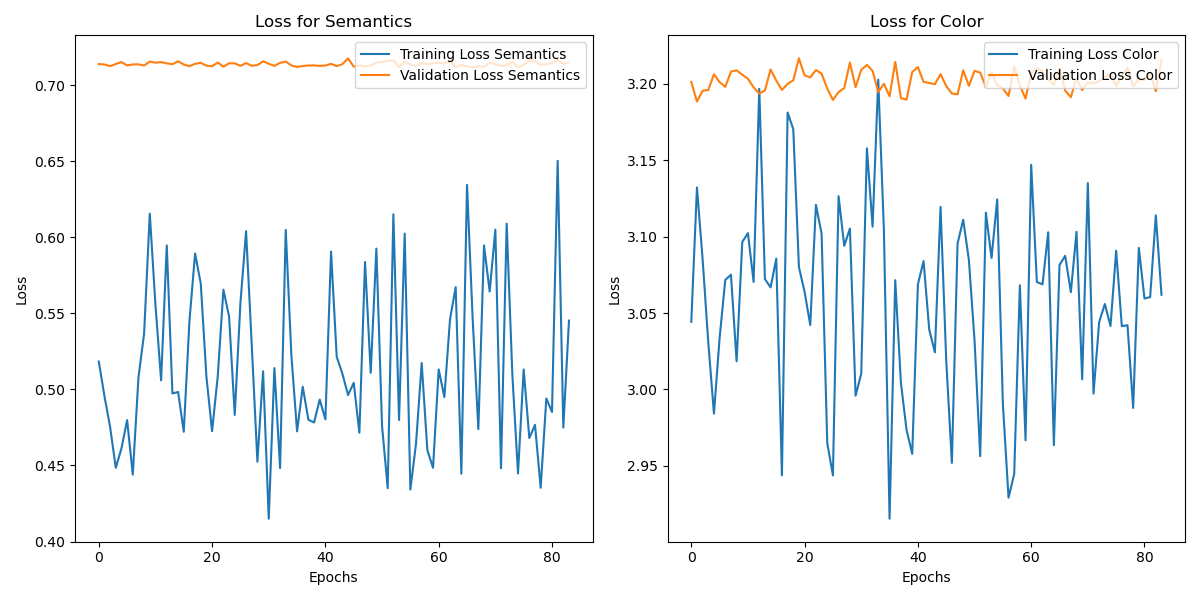 Loss for Semantics
Training Loss Semantics
Validation Loss Semantics
0.70
0.65
0.60
0.55
0.50
0.45
0.40
Loss
0
20
40
60
80
Epochs
Loss for Color
Training Loss Color
Validation Loss Color
3.20
3.15
3.10
3.05
3.00
2.95
Loss
0
20
40
60
80
Epochs